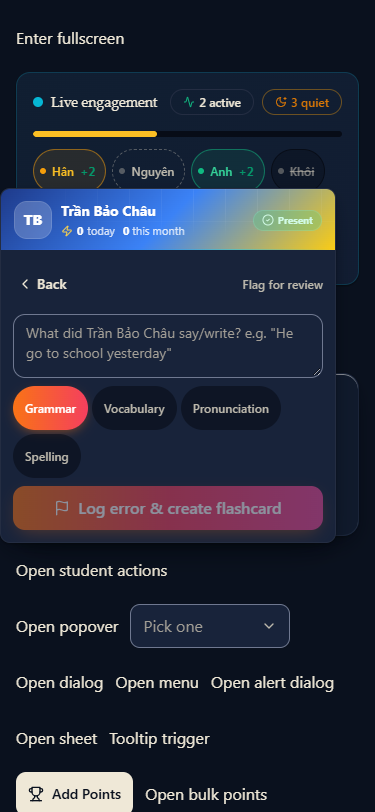 Enter fullscreen
Live engagement 2 active 3 quiet
Hân +2 Nguyên Anh +2 Khôi
TB Trần Bảo Châu Present
0 today 0 this month
Back Flag for review
What did Trần Bảo Châu say/write? e.g. "He
go to school yesterday"
Grammar Vocabulary Pronunciation
Spelling
Log error & create flashcard
Open student actions
Open popover Pick one
Open dialog Open menu Open alert dialog
Open sheet Tooltip trigger
Add Points Open bulk points